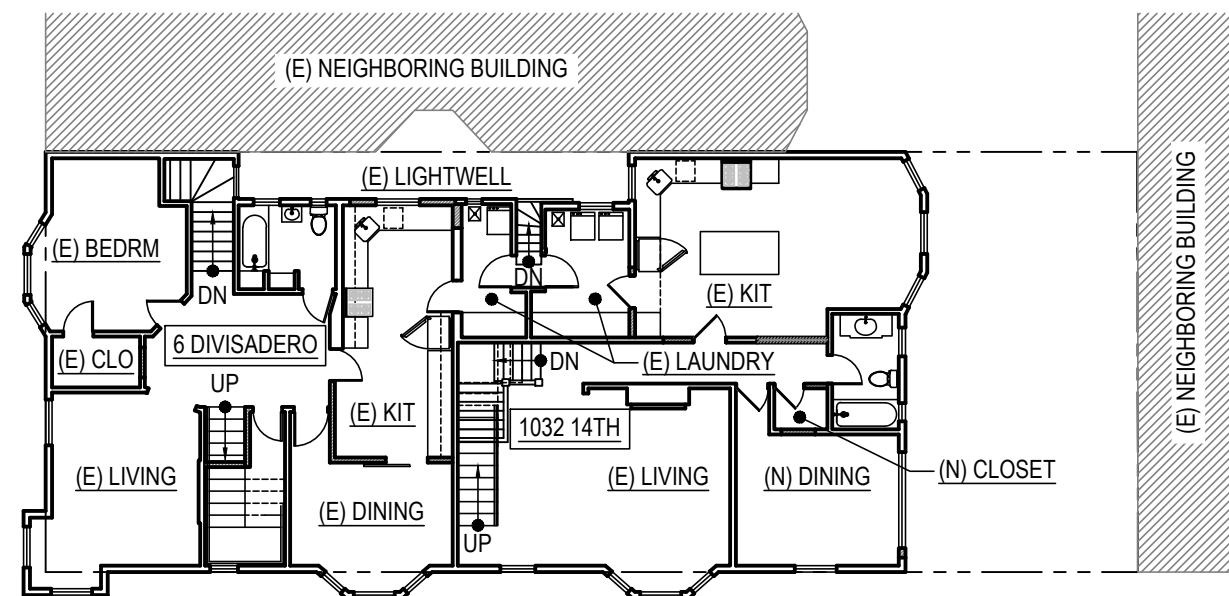 (E) NEIGHBORING BUILDING
(E) LIGHTWELL
(E) NEIGHBORING BUILDING
(E) BEDRM
DN
DN
(E) KIT
6 DIVISADERO
(E) CLO
DN
(E) LAUNDRY
UP
(E) KIT
1032 14TH
(E) LIVING
(E) DINING
(E) LIVING
(N) DINING
(N) CLOSET
UP